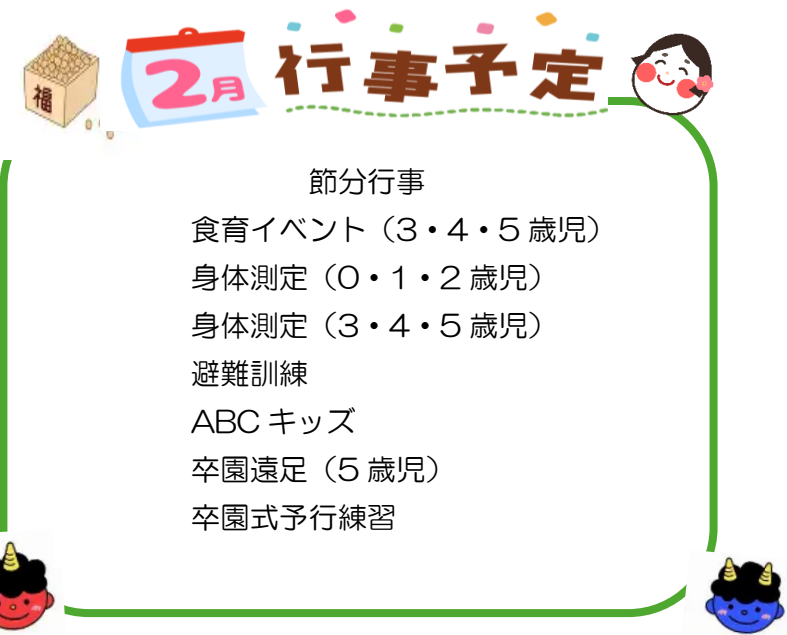 福
2月 行事予定
節分行事
食育イベント（3・4・5歳児）
身体測定（0・1・2歳児）
身体測定（3・4・5歳児）
避難訓練
ABCキッズ
卒園遠足（5歳児）
卒園式予行練習